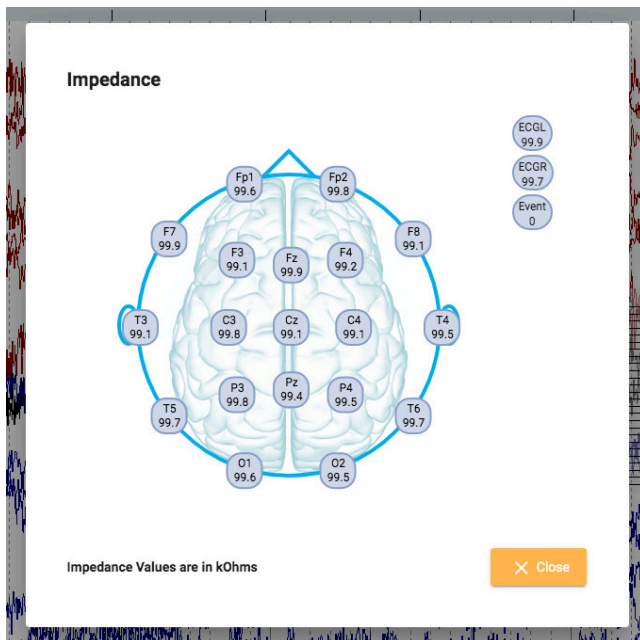 Impedance
ECGL
99.9
ECGR
99.7
Event
0
Fp1
99.6
Fp2
99.8
F7
99.9
F8
99.1
F3
99.1
Fz
99.9
F4
99.2
T3
99.1
C3
99.8
Cz
99.1
C4
99.1
T4
99.5
P3
99.8
Pz
99.4
P4
99.5
T5
99.7
T6
99.7
O1
99.6
O2
99.5
Impedance Values are in kOhms
Close